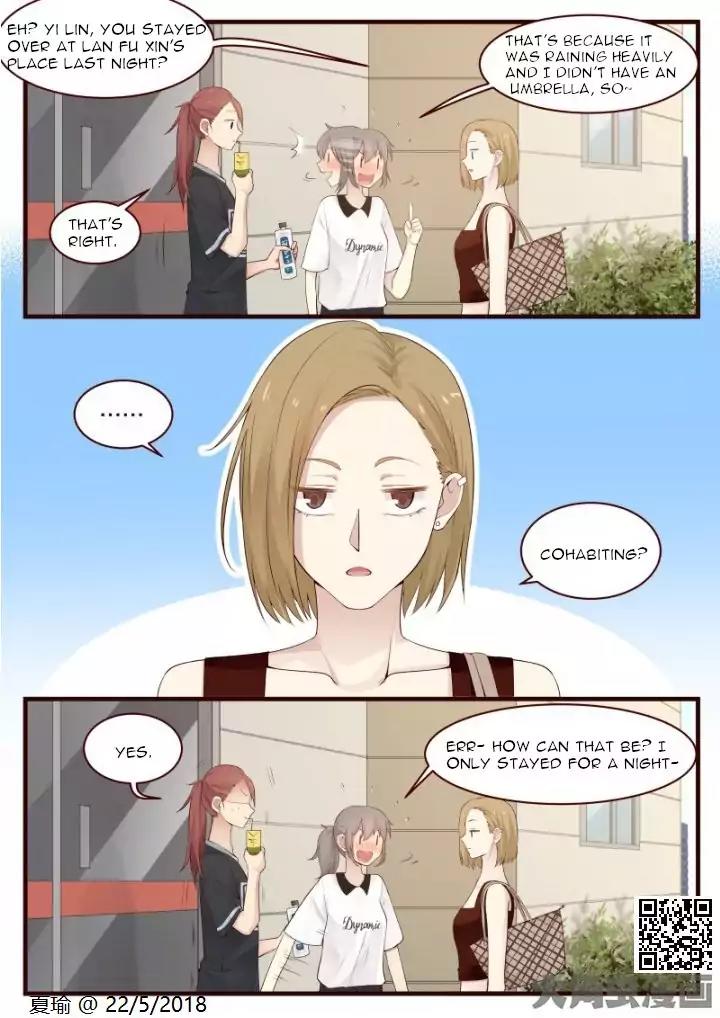 EH? YI LIN, YOU STAYED
OVER AT LAN FU XIN'S
PLACE LAST NIGHT?
THAT'S BECAUSE IT
WAS RAINING HEAVILY
AND I DIDN'T HAVE AN
UMBRELLA, SO~
THAT'S
RIGHT.
Dynamic
......
COHABITING?
YES.
ERR~ HOW CAN THAT BE? I
ONLY STAYED FOR A NIGHT~
Dynamic
夏瑜 @ 22/5/2018